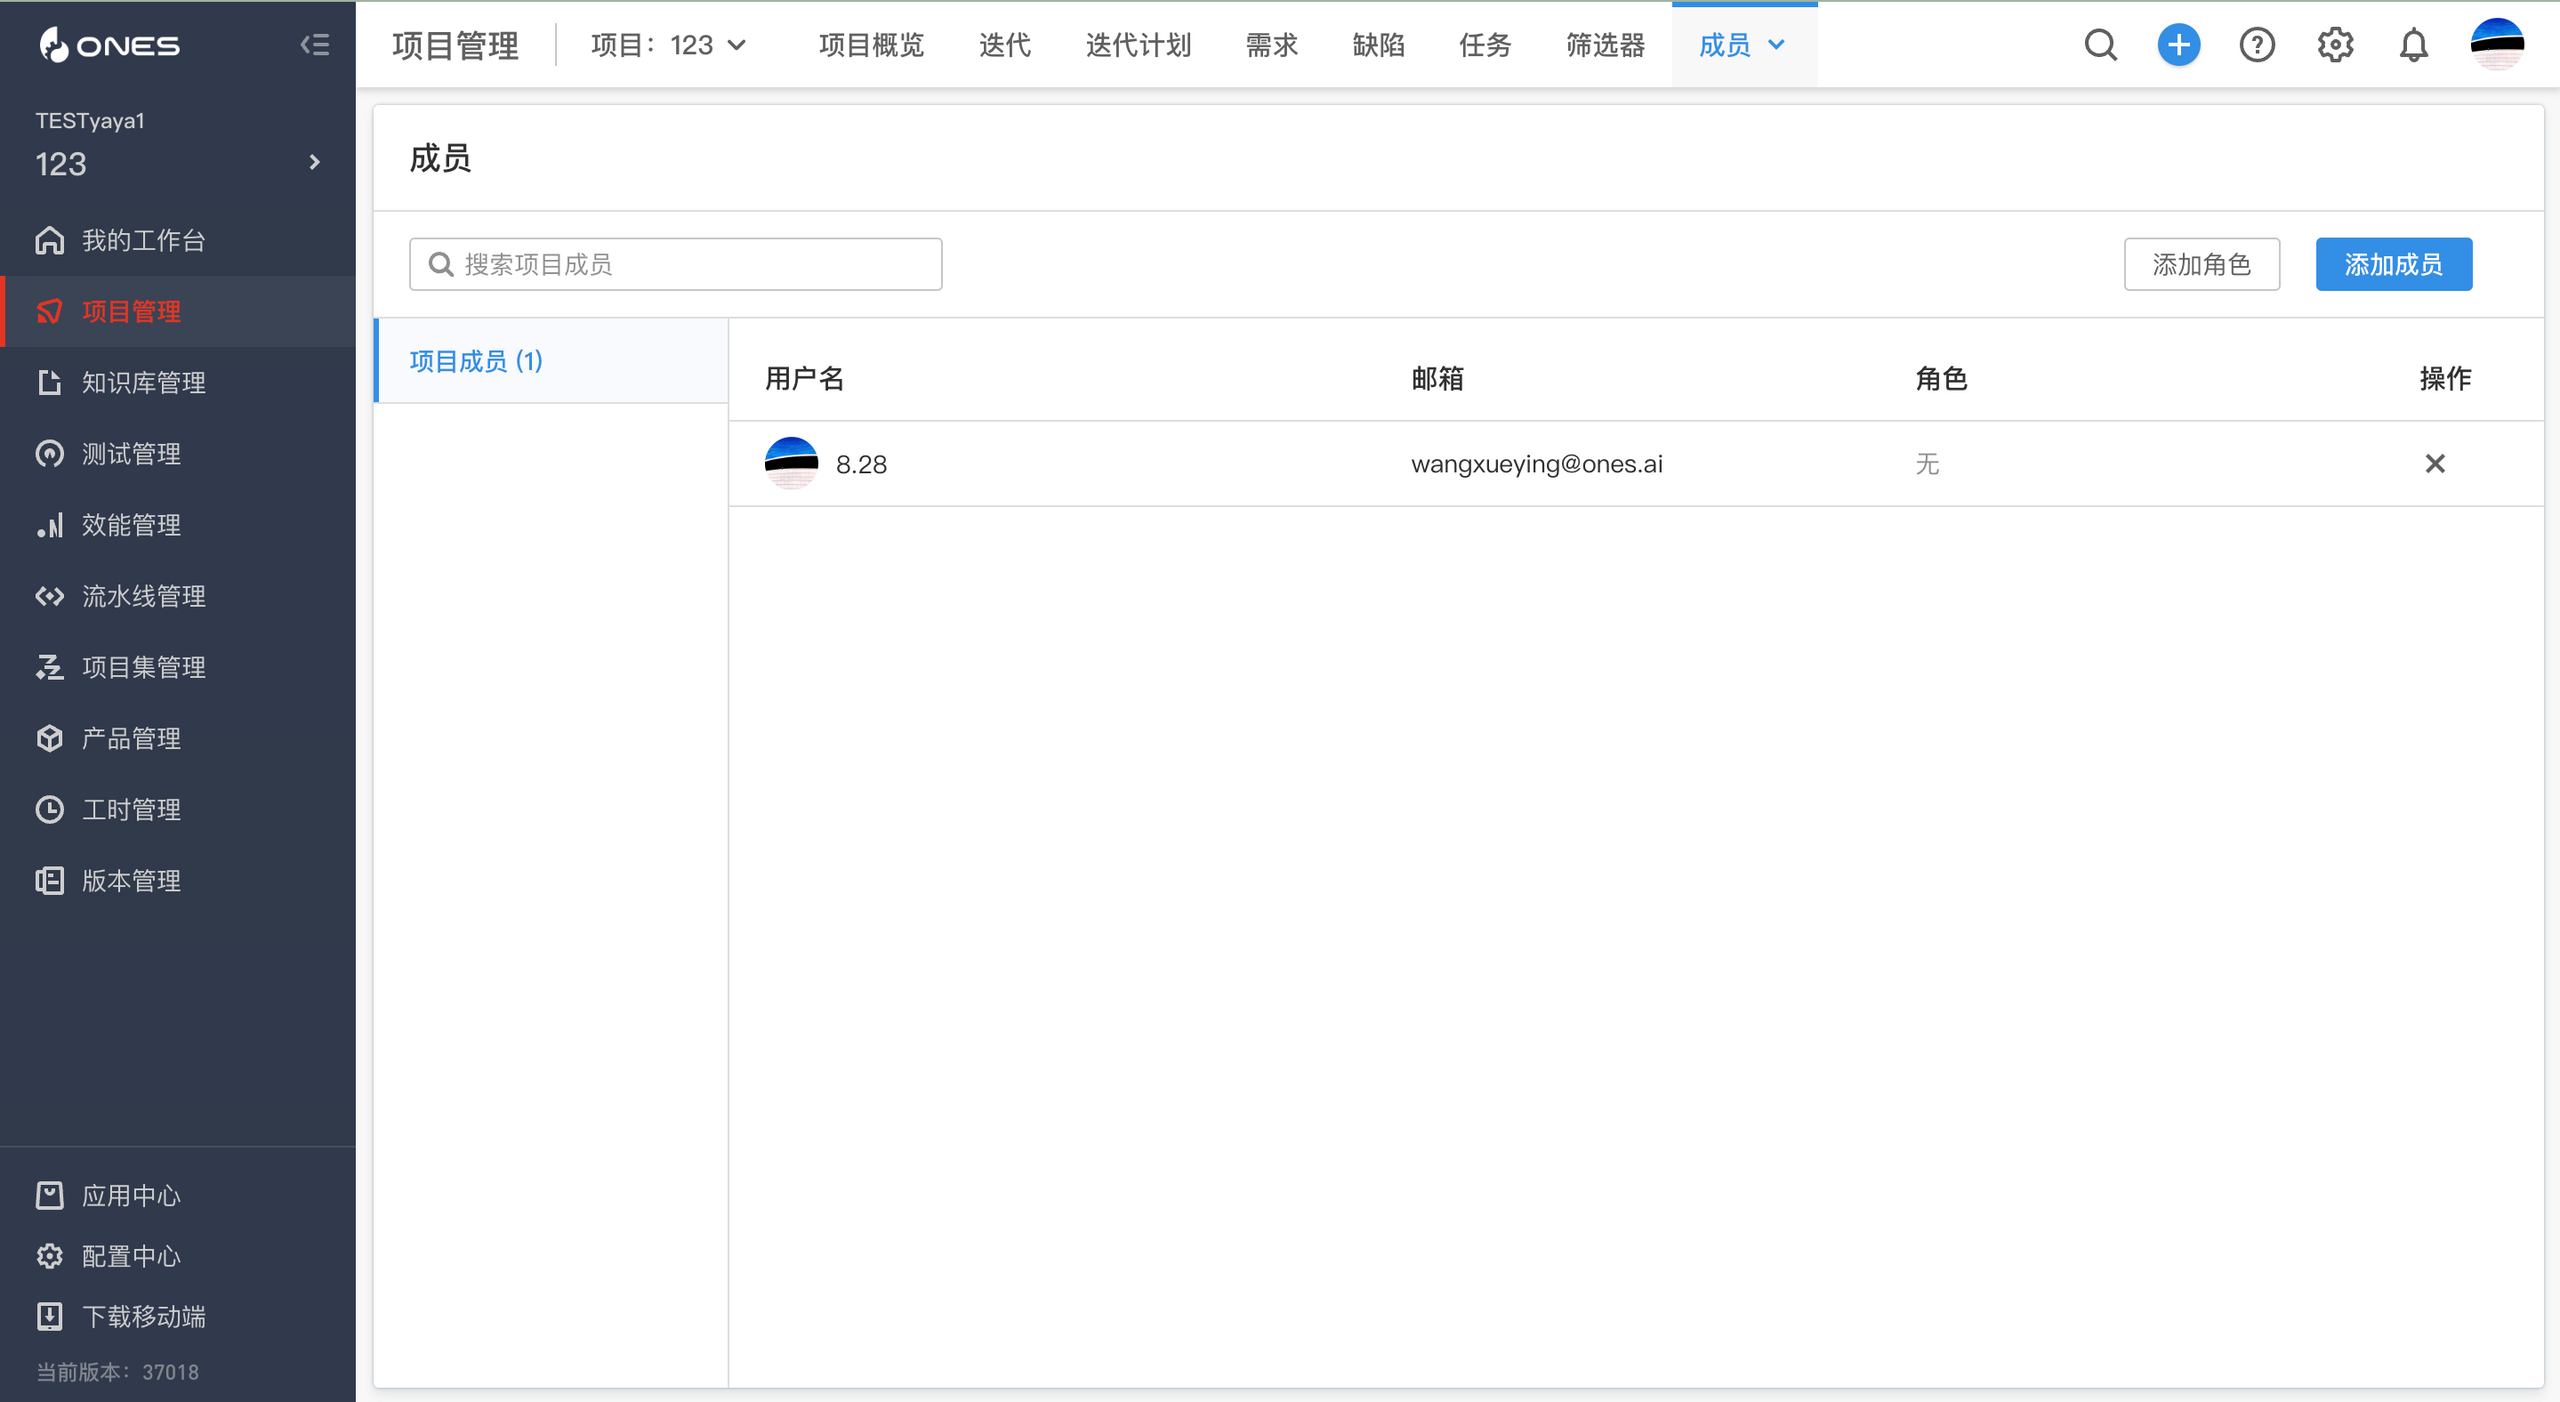 ONES
TESTyaya1
123
我的工作台
项目管理
知识库管理
测试管理
效能管理
流水线管理
项目集管理
产品管理
工时管理
版本管理
应用中心
配置中心
下载移动端
当前版本：37018
项目管理
项目：123
项目概览
迭代
迭代计划
需求
缺陷
任务
筛选器
成员
成员
搜索项目成员
添加角色
添加成员
项目成员 (1)
用户名 邮箱 角色 操作
8.28 wangxueying@ones.ai 无